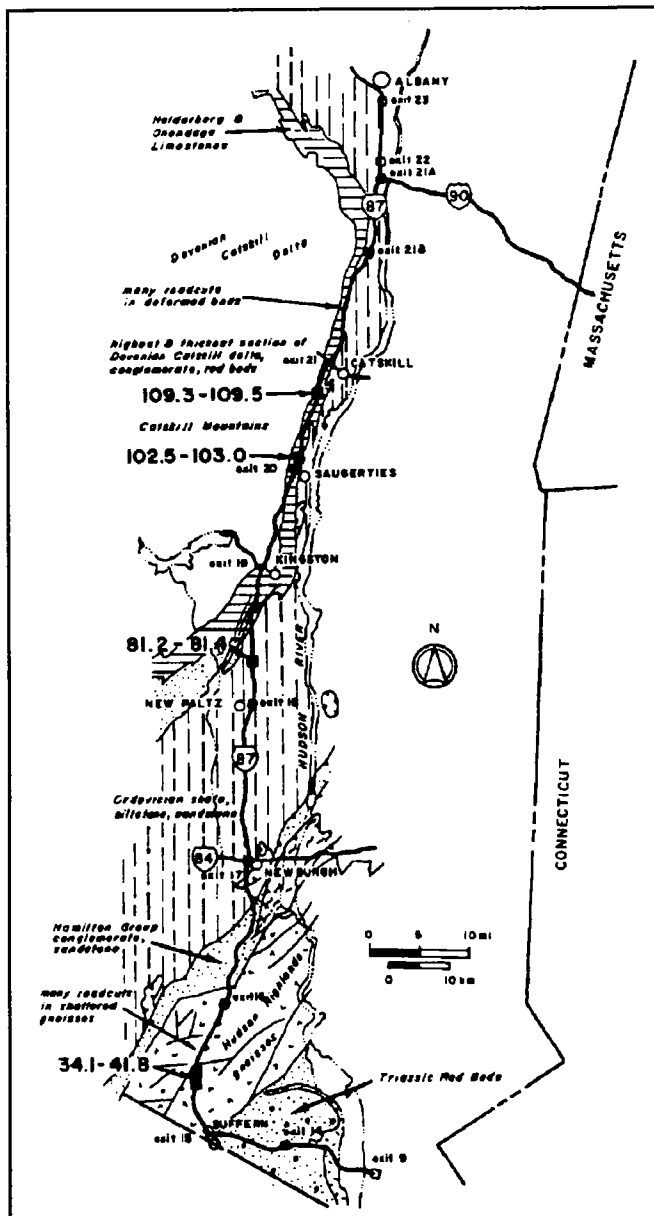 ALBANY
exit 23
Helderberg &
Onondaga
Limestones
exit 22
exit 21A
90
87
MASSACHUSETTS
Devonian
Catskill
Delta
exit 21B
many roadcuts
in deformed beds
highest & thickest section of
Devonian Catskill delta,
conglomerate, red beds
exit 21
CATSKILL
109.3-109.5
Catskill Mountains
102.5-103.0
exit 20
SAUGERTIES
exit 19
KINGSTON
81.2-81.4
N
HUDSON RIVER
NEW PALTZ
exit 18
87
CONNECTICUT
Ordovician shale,
siltstone, sandstone
84
exit 17
NEWBURGH
0 5 10 mi
0 10 km
Hamilton Group
conglomerate,
sandstone
many roadcuts
in shattered
gneisses
exit 16
Hudson Highlands
gneisses
34.1-41.8
Triassic Red Beds
SUFFERN
exit 15
exit 14
exit 9